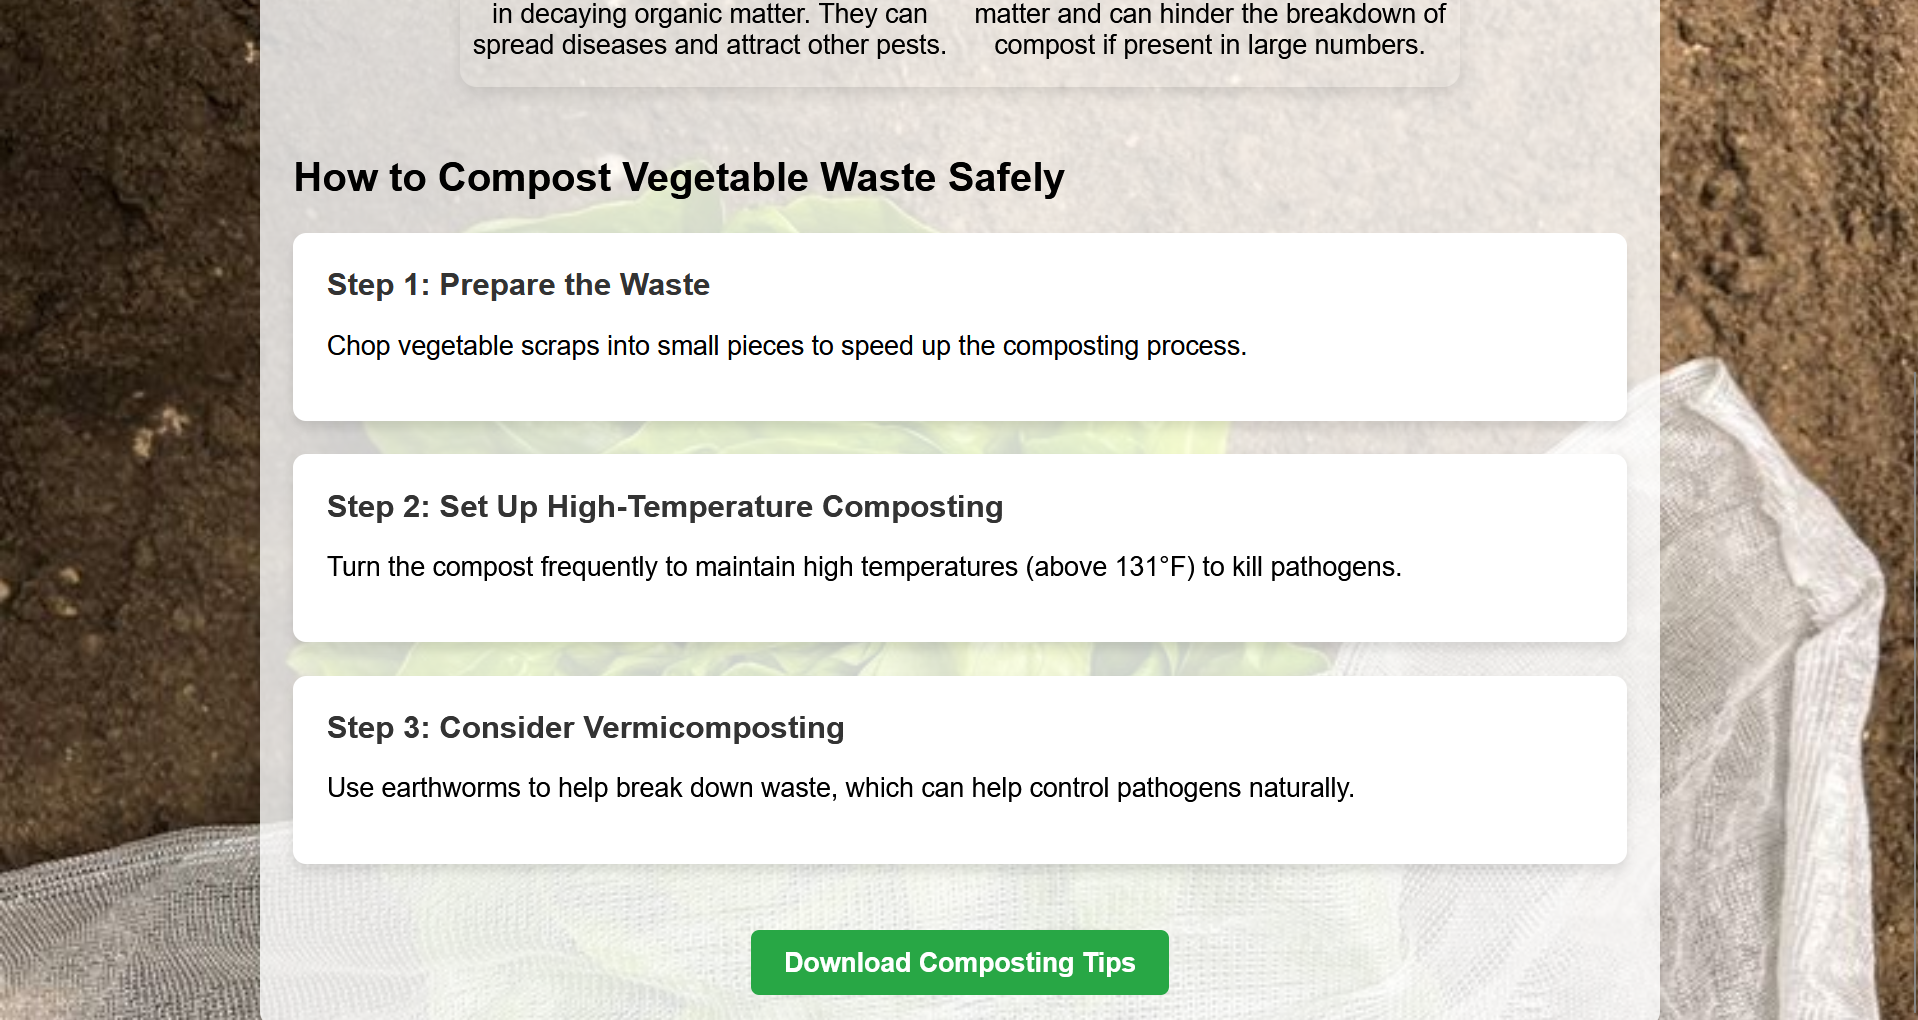 in decaying organic matter. They can
spread diseases and attract other pests.
matter and can hinder the breakdown of
compost if present in large numbers.
How to Compost Vegetable Waste Safely
Step 1: Prepare the Waste
Chop vegetable scraps into small pieces to speed up the composting process.
Step 2: Set Up High-Temperature Composting
Turn the compost frequently to maintain high temperatures (above 131°F) to kill pathogens.
Step 3: Consider Vermicomposting
Use earthworms to help break down waste, which can help control pathogens naturally.
Download Composting Tips